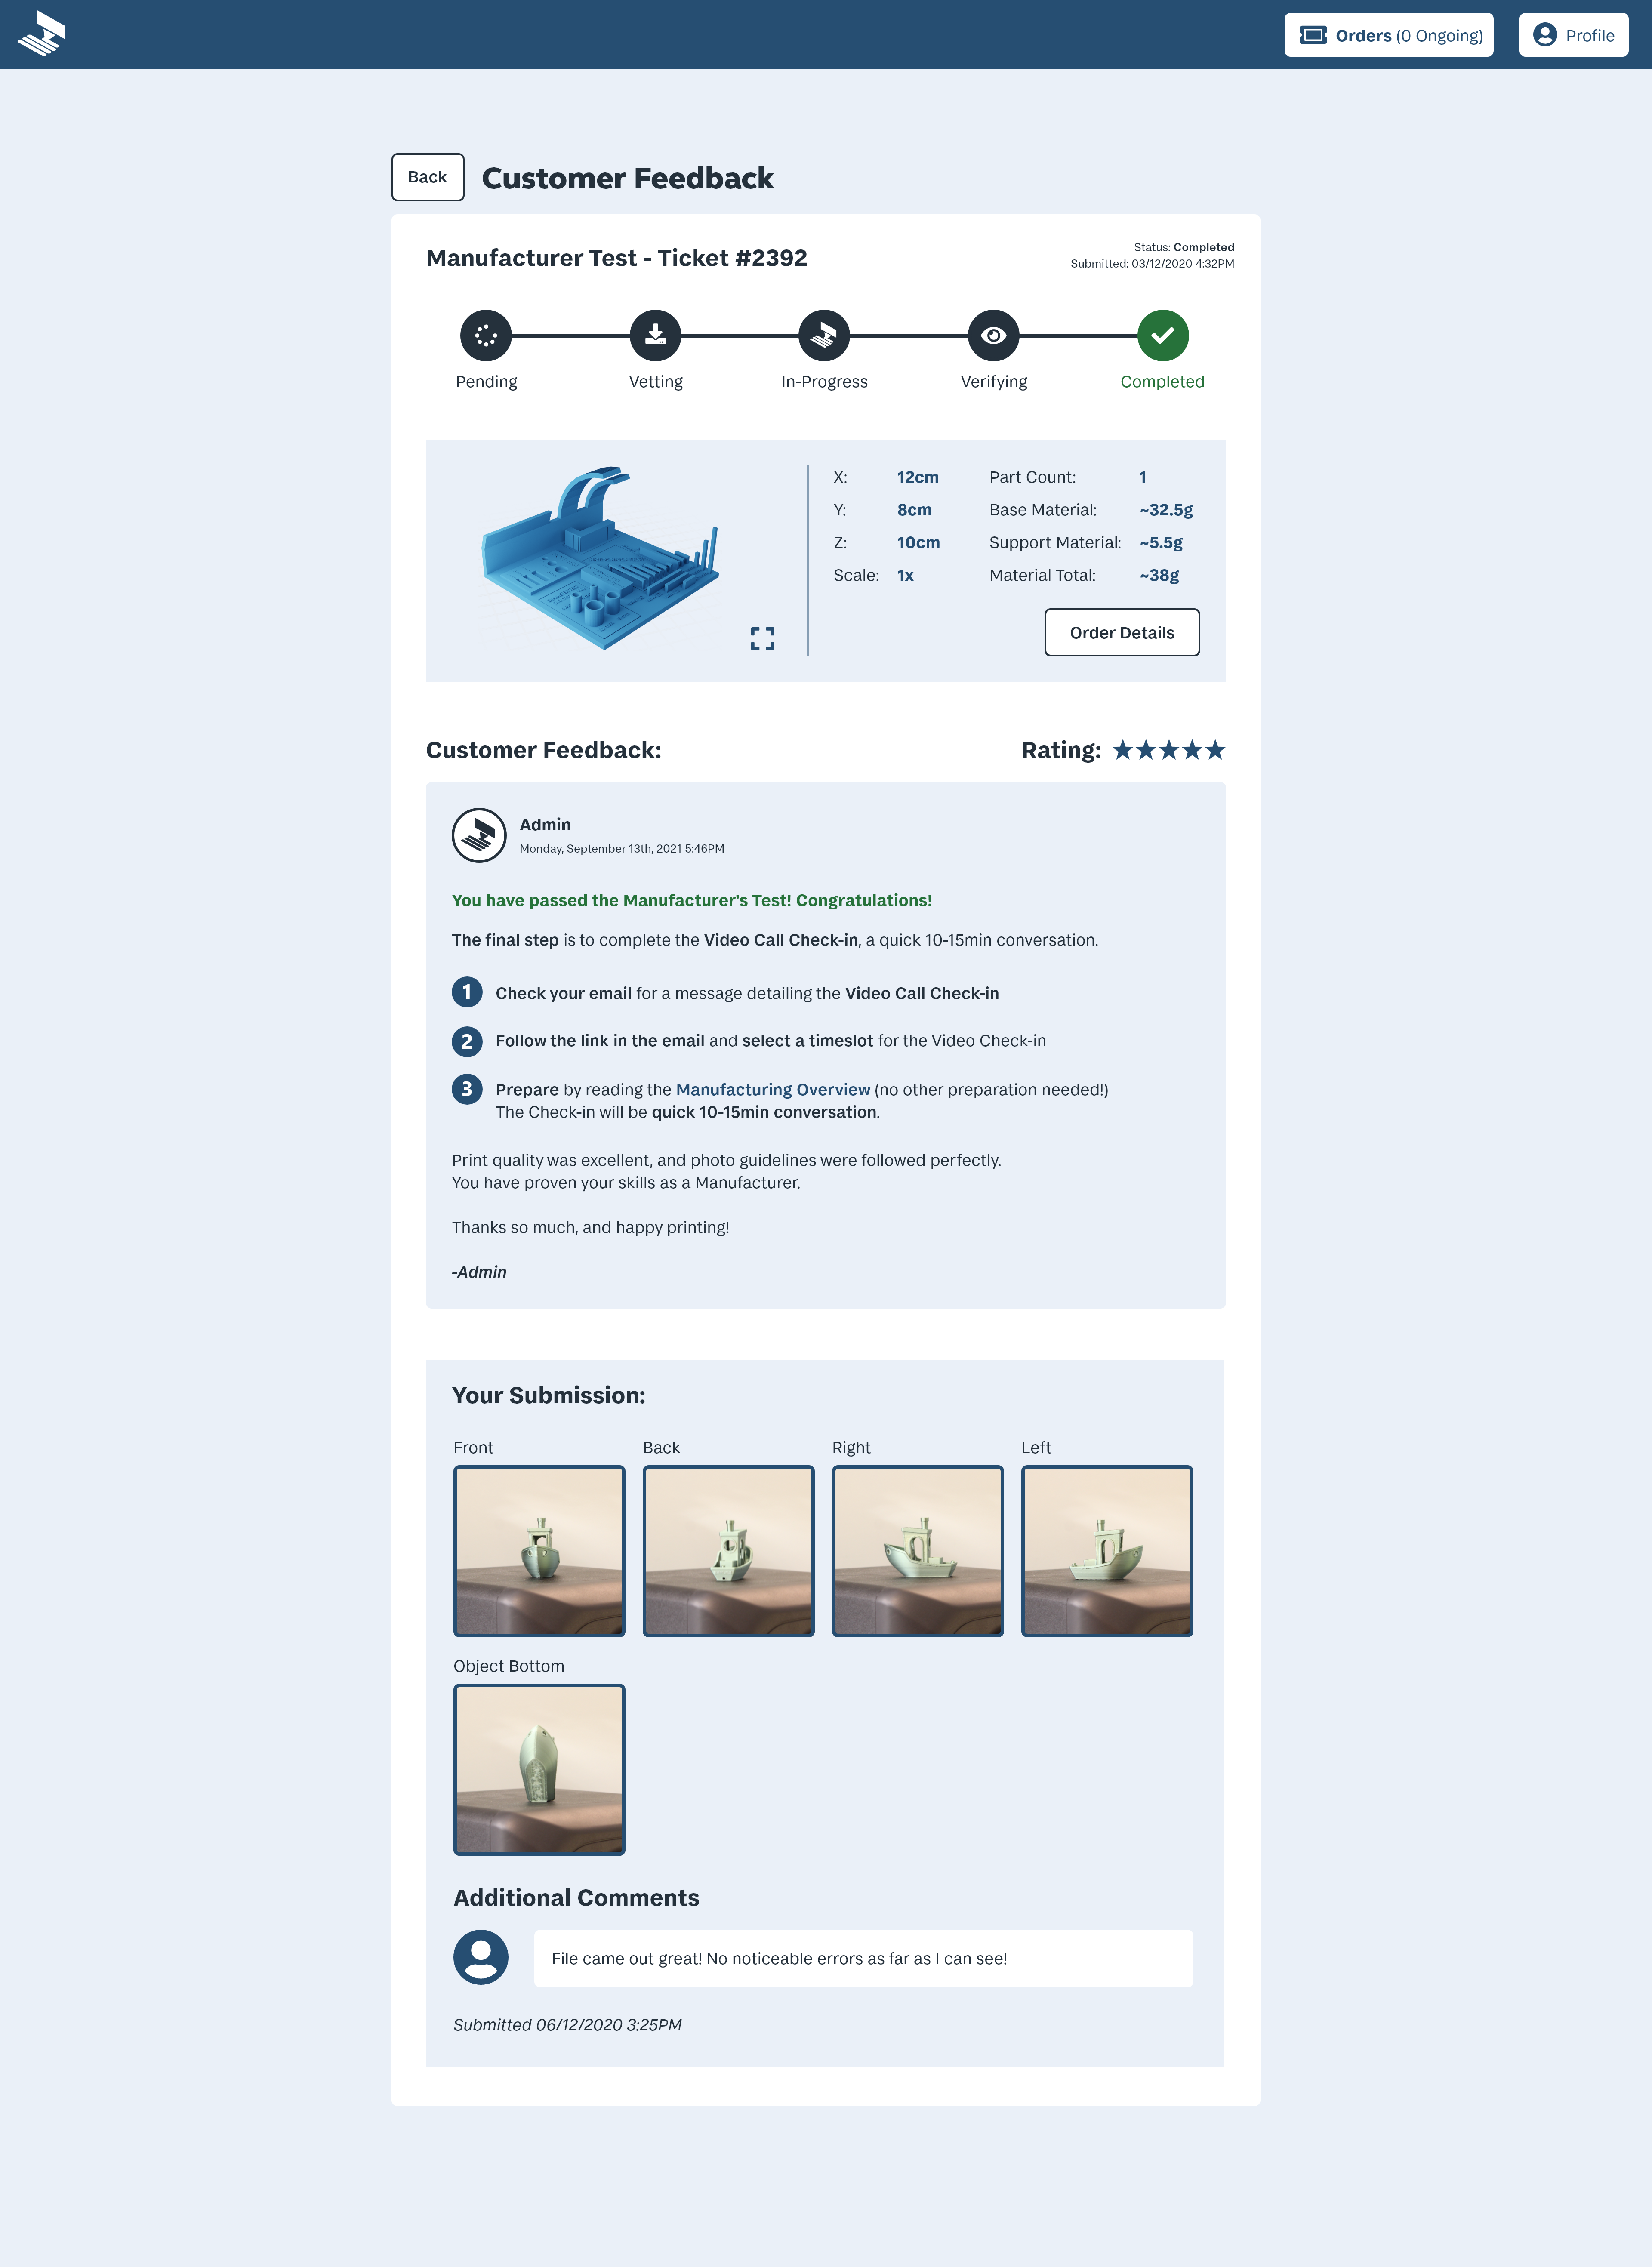 Orders (0 Ongoing)
Profile
Back
Customer Feedback
Manufacturer Test - Ticket #2392
Status: Completed
Submitted: 03/12/2020 4:32PM
Pending
Vetting
In-Progress
Verifying
Completed
X: 12cm
Part Count: 1
Y: 8cm
Base Material: ~32.5g
Z: 10cm
Support Material: ~5.5g
Scale: 1x
Material Total: ~38g
Order Details
Customer Feedback:
Rating:
Admin
Monday, September 13th, 2021 5:46PM
You have passed the Manufacturer's Test! Congratulations!
The final step is to complete the Video Call Check-in, a quick 10-15min conversation.
1 Check your email for a message detailing the Video Call Check-in
2 Follow the link in the email and select a timeslot for the Video Check-in
3 Prepare by reading the Manufacturing Overview (no other preparation needed!)
The Check-in will be quick 10-15min conversation.
Print quality was excellent, and photo guidelines were followed perfectly.
You have proven your skills as a Manufacturer.
Thanks so much, and happy printing!
-Admin
Your Submission:
Front
Back
Right
Left
Object Bottom
Additional Comments
File came out great! No noticeable errors as far as I can see!
Submitted 06/12/2020 3:25PM